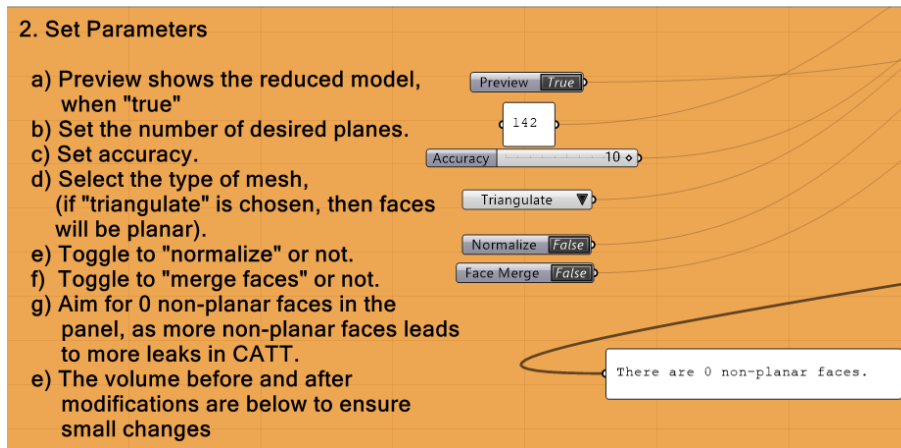 2. Set Parameters
a) Preview shows the reduced model,
when "true"
b) Set the number of desired planes.
c) Set accuracy.
d) Select the type of mesh,
(if "triangulate" is chosen, then faces
will be planar).
e) Toggle to "normalize" or not.
f) Toggle to "merge faces" or not.
g) Aim for 0 non-planar faces in the
panel, as more non-planar faces leads
to more leaks in CATT.
e) The volume before and after
modifications are below to ensure
small changes
Preview True
142
Accuracy 10
Triangulate
Normalize False
Face Merge False
There are 0 non-planar faces.